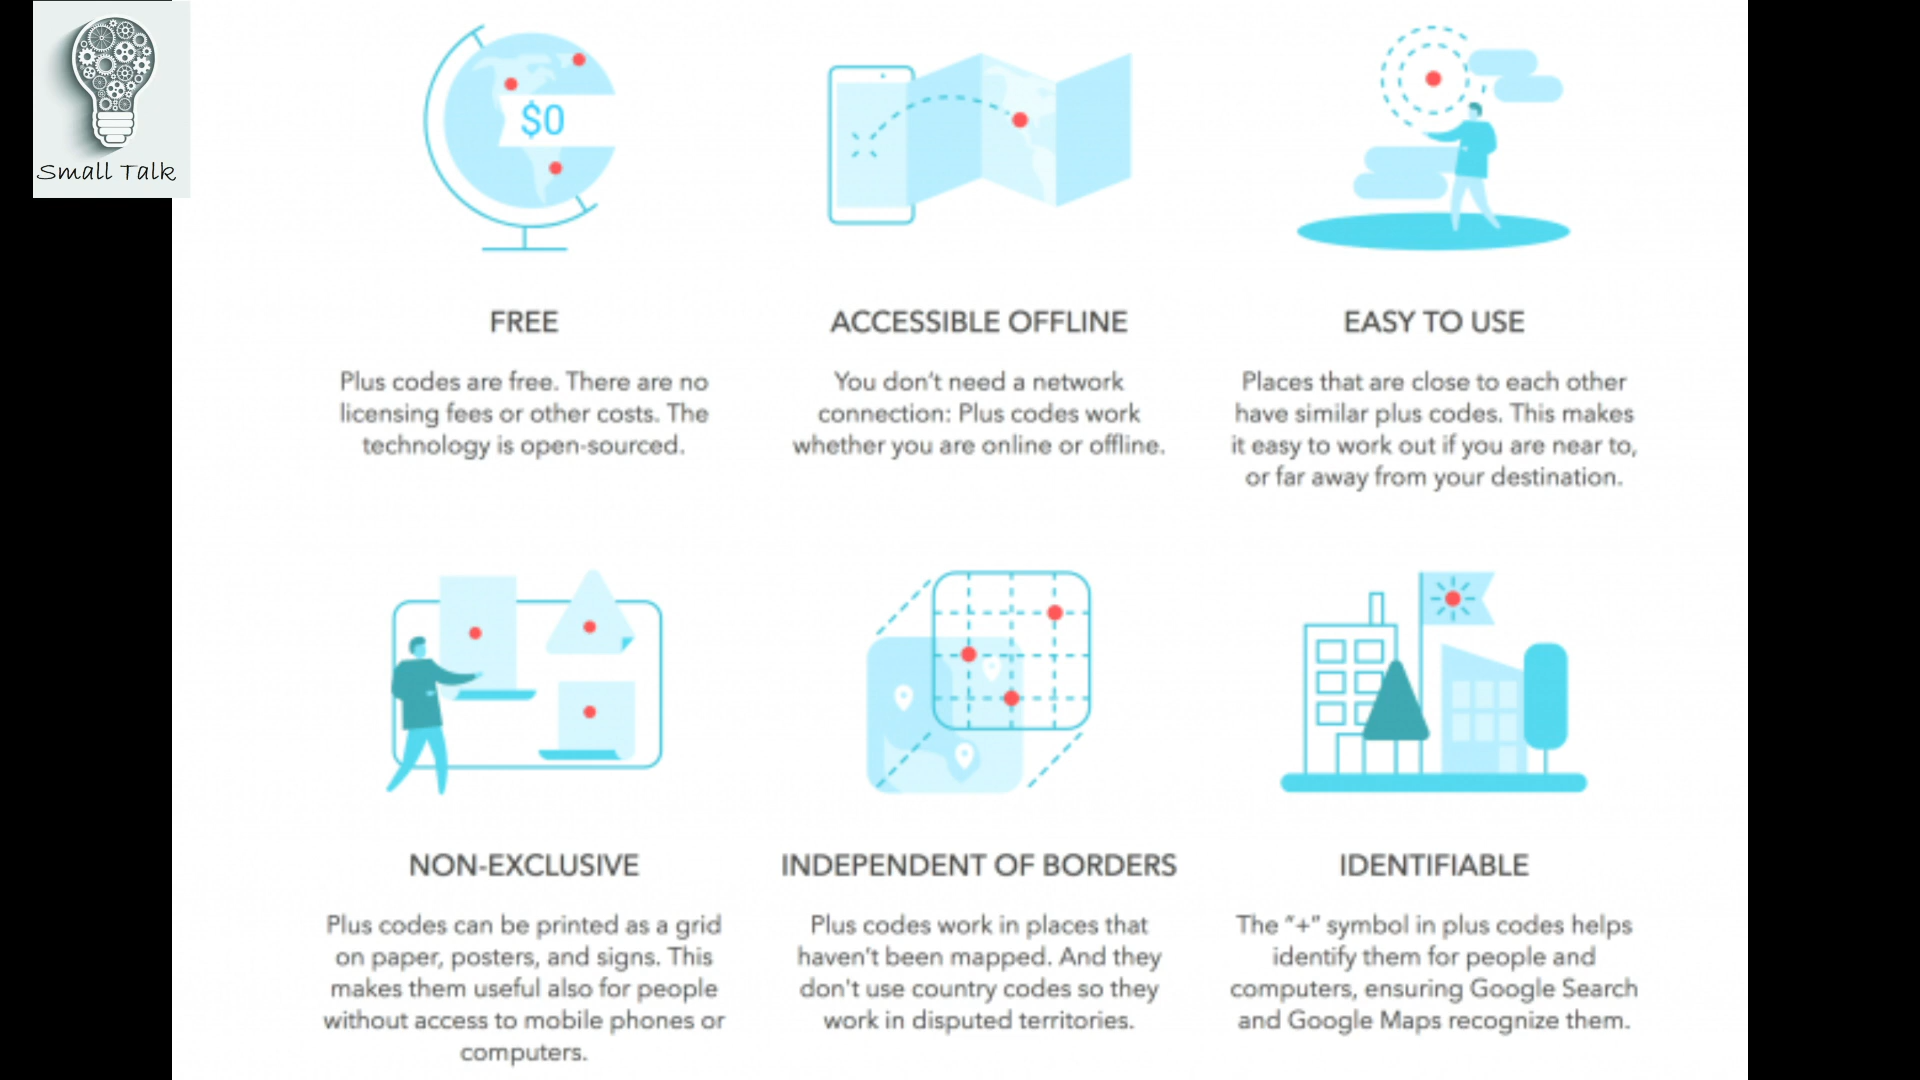 Small Talk
$0
FREE
Plus codes are free. There are no
licensing fees or other costs. The
technology is open-sourced.
ACCESSIBLE OFFLINE
You don't need a network
connection: Plus codes work
whether you are online or offline.
EASY TO USE
Places that are close to each other
have similar plus codes. This makes
it easy to work out if you are near to,
or far away from your destination.
NON-EXCLUSIVE
Plus codes can be printed as a grid
on paper, posters, and signs. This
makes them useful also for people
without access to mobile phones or
computers.
INDEPENDENT OF BORDERS
Plus codes work in places that
haven't been mapped. And they
don't use country codes so they
work in disputed territories.
IDENTIFIABLE
The "+" symbol in plus codes helps
identify them for people and
computers, ensuring Google Search
and Google Maps recognize them.